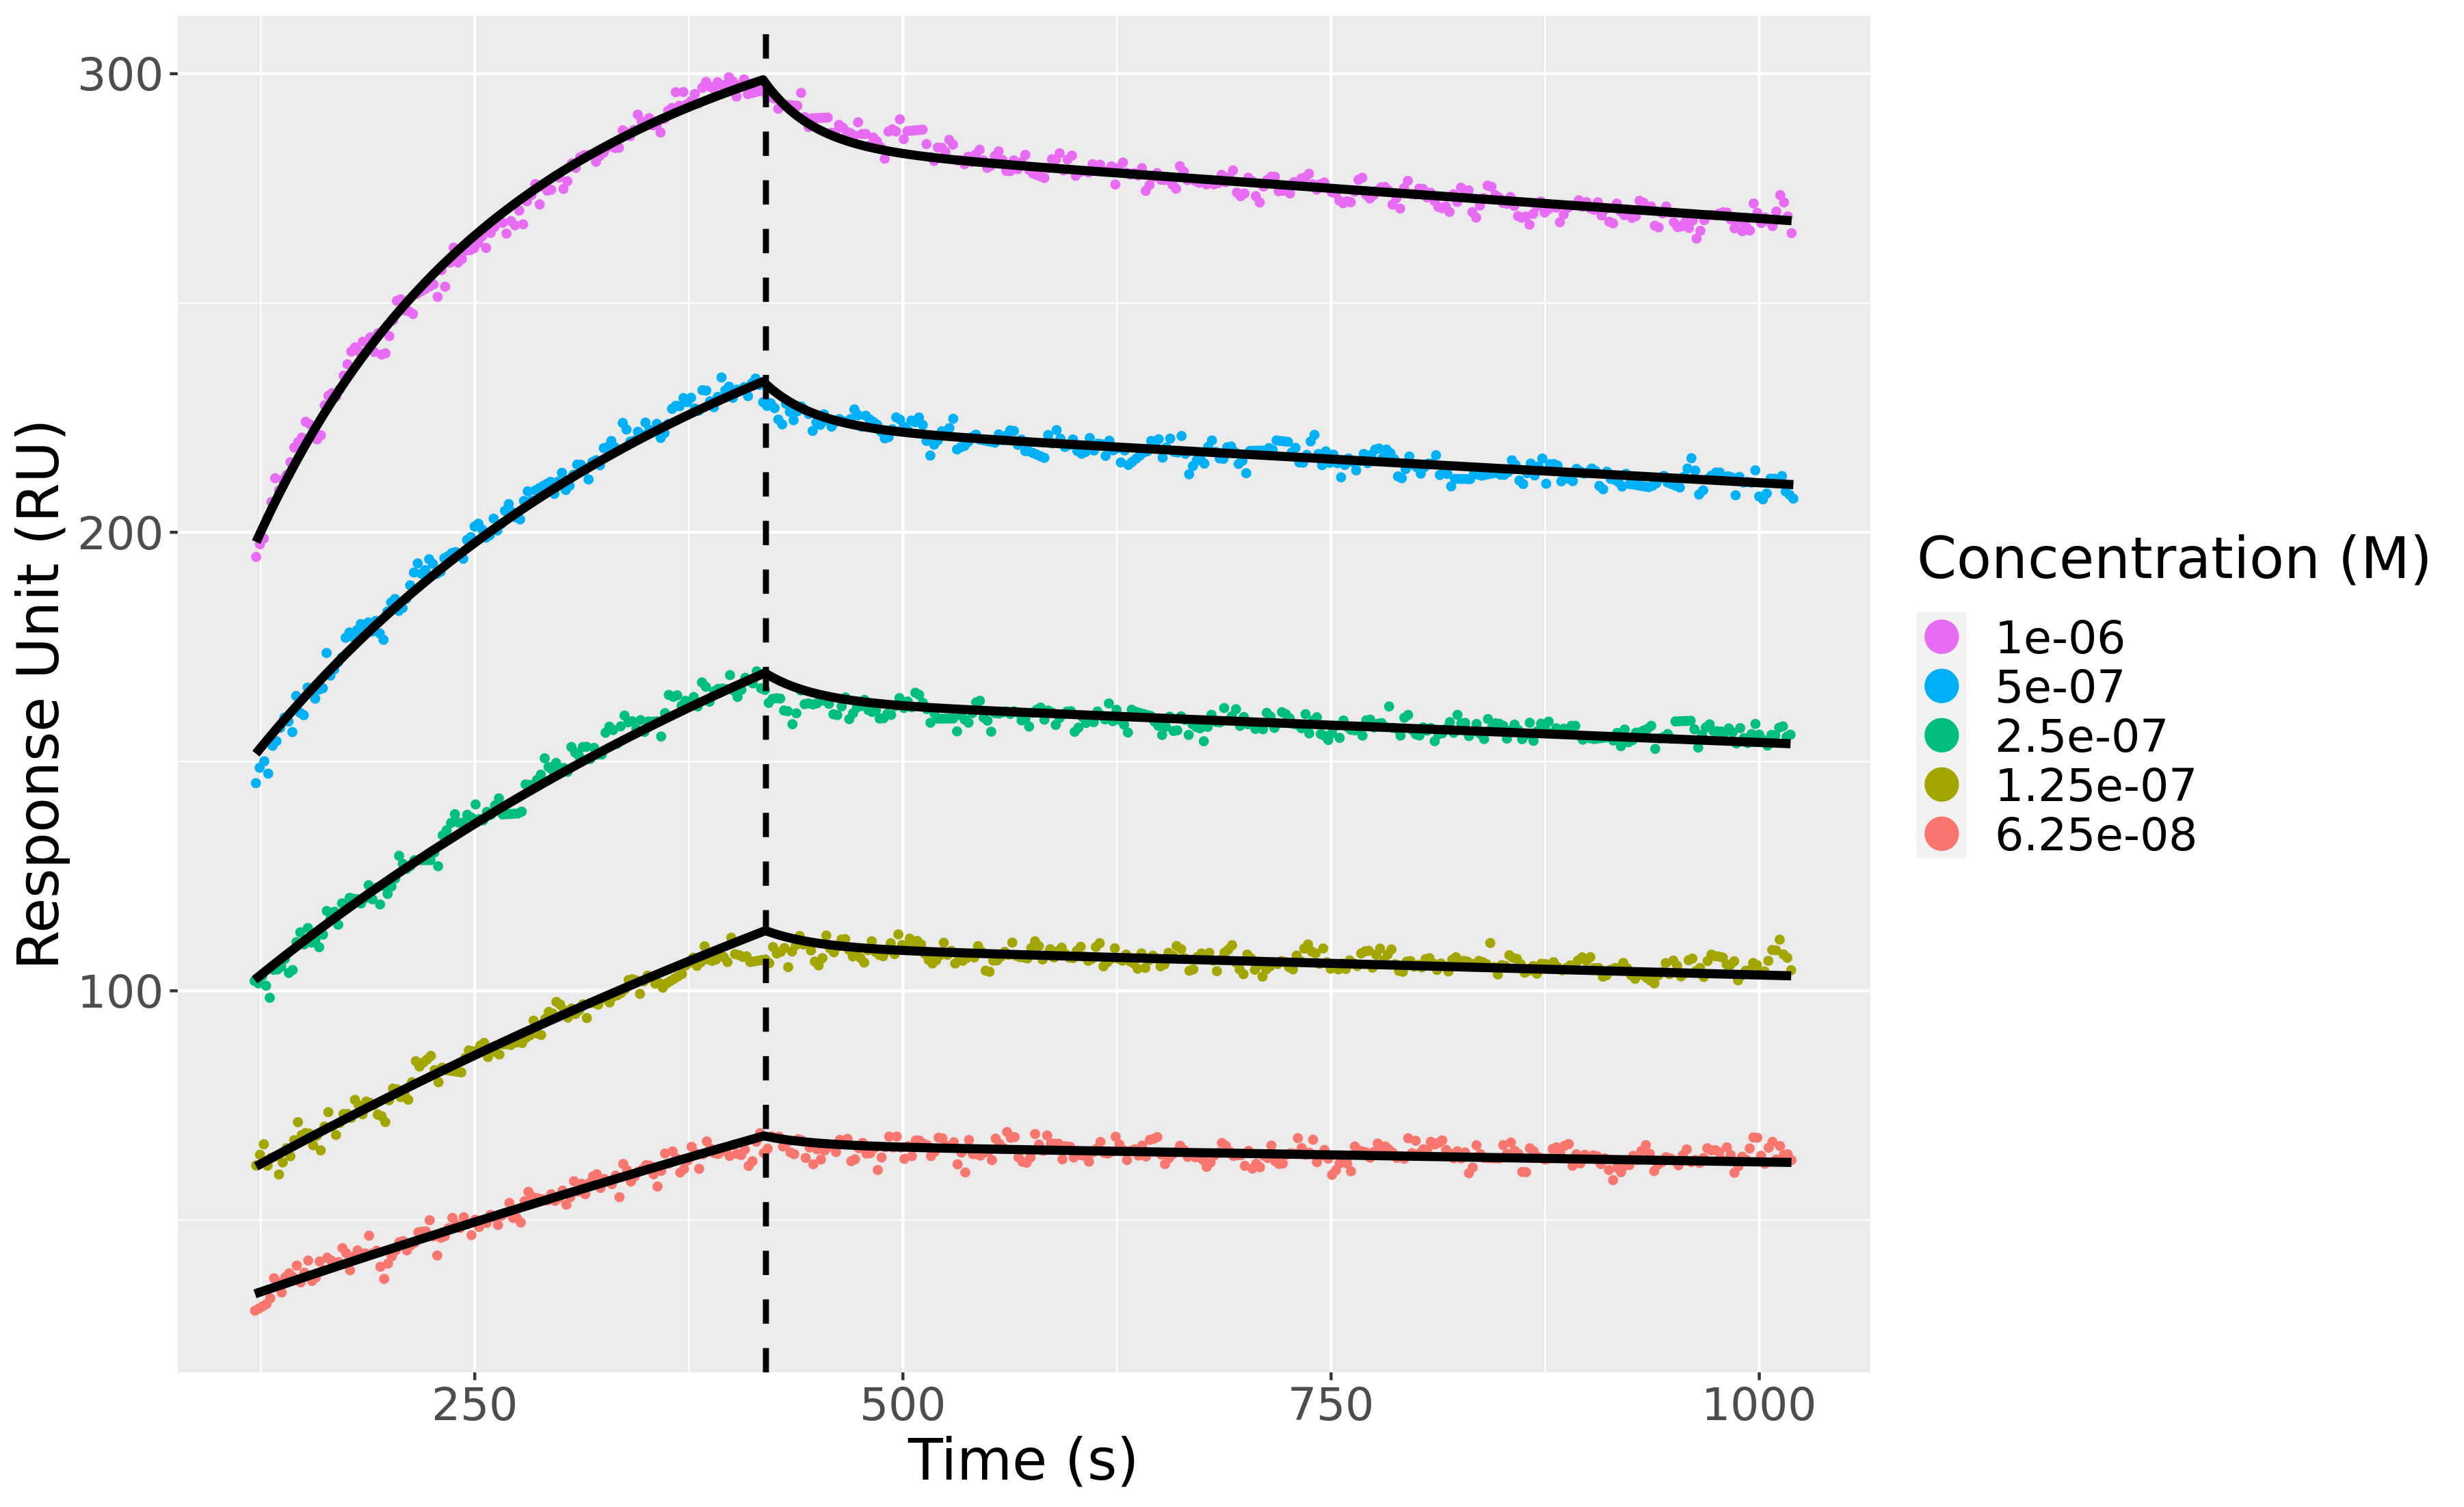 300
200
100
Response Unit (RU)
250
500
750
1000
Time (s)
Concentration (M)
1e-06
5e-07
2.5e-07
1.25e-07
6.25e-08